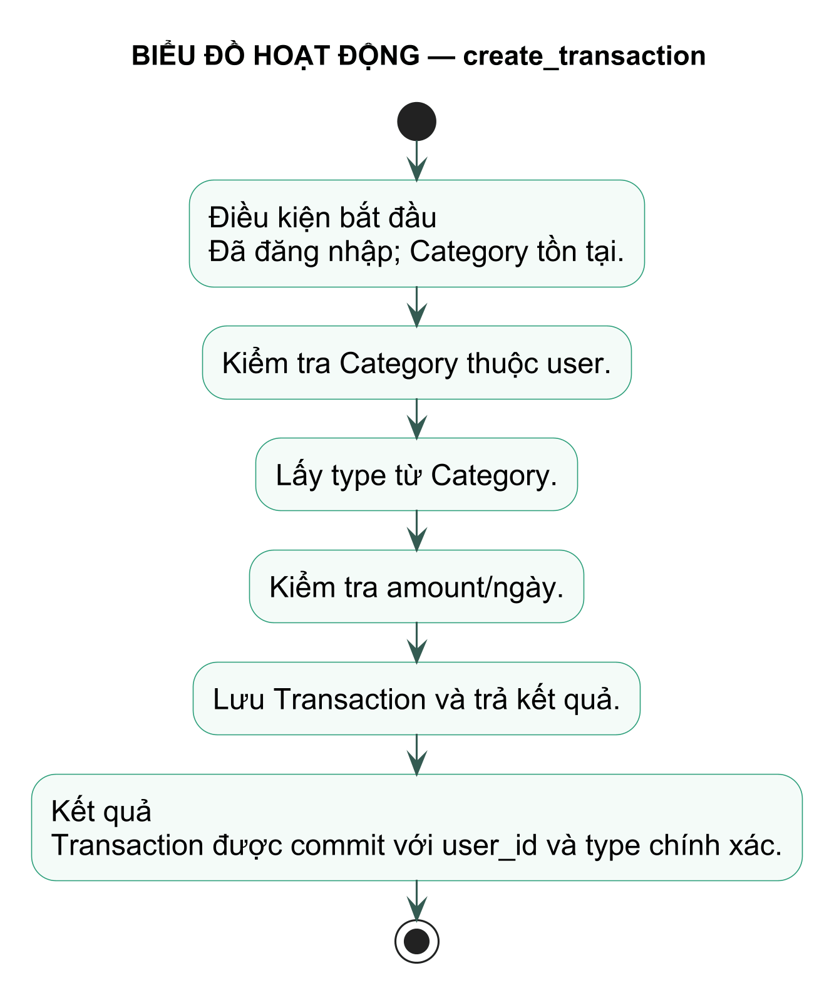 BIỂU ĐỒ HOẠT ĐỘNG — create_transaction
Điều kiện bắt đầu
Đã đăng nhập; Category tồn tại.
Kiểm tra Category thuộc user.
Lấy type từ Category.
Kiểm tra amount/ngày.
Lưu Transaction và trả kết quả.
Kết quả
Transaction được commit với user_id và type chính xác.